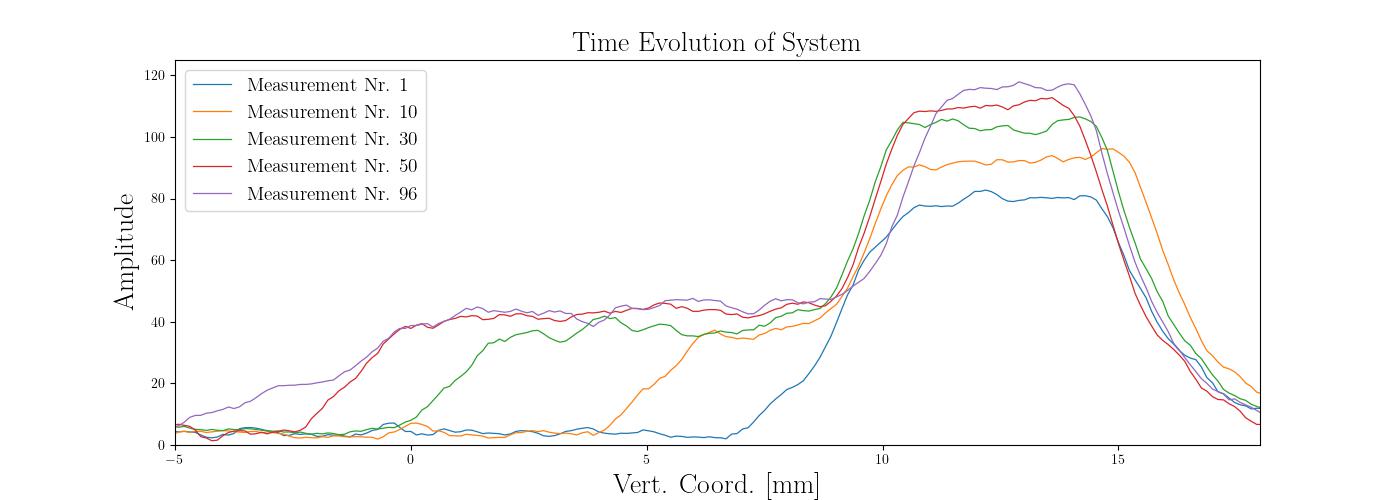 Time Evolution of System
Measurement Nr. 1
Measurement Nr. 10
Measurement Nr. 30
Measurement Nr. 50
Measurement Nr. 96
Amplitude
120
100
80
60
40
20
0
−5 0 5 10 15
Vert. Coord. [mm]